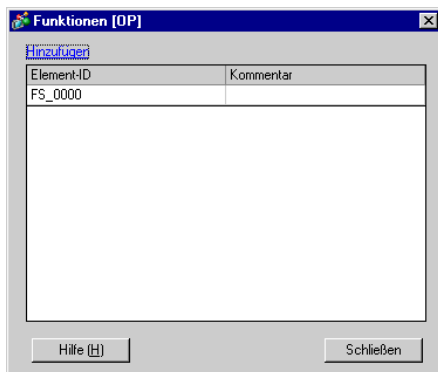 Funktionen [OP]
Hinzufügen
Element-ID Kommentar
FS_0000
Hilfe (H) Schließen